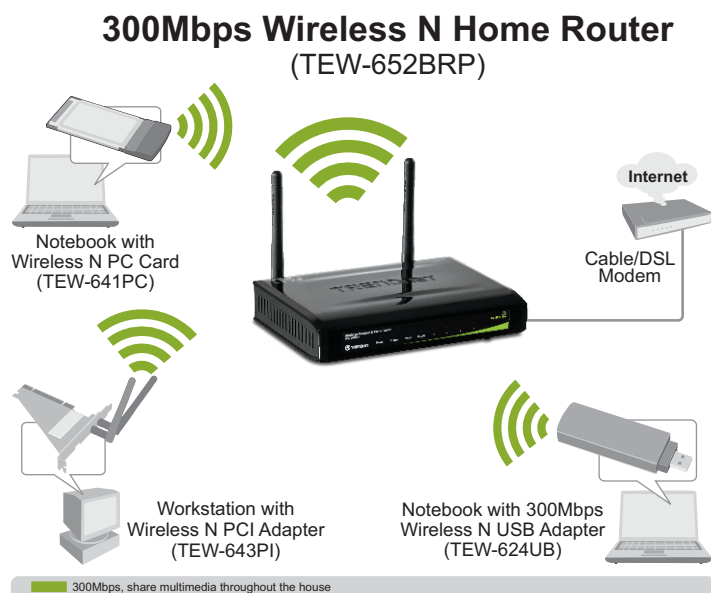 300Mbps Wireless N Home Router
(TEW-652BRP)
Internet
Notebook with
Wireless N PC Card
(TEW-641PC)
Cable/DSL
Modem
TRENDNET
TRENDNET
Workstation with
Wireless N PCI Adapter
(TEW-643PI)
Notebook with 300Mbps
Wireless N USB Adapter
(TEW-624UB)
300Mbps, share multimedia throughout the house